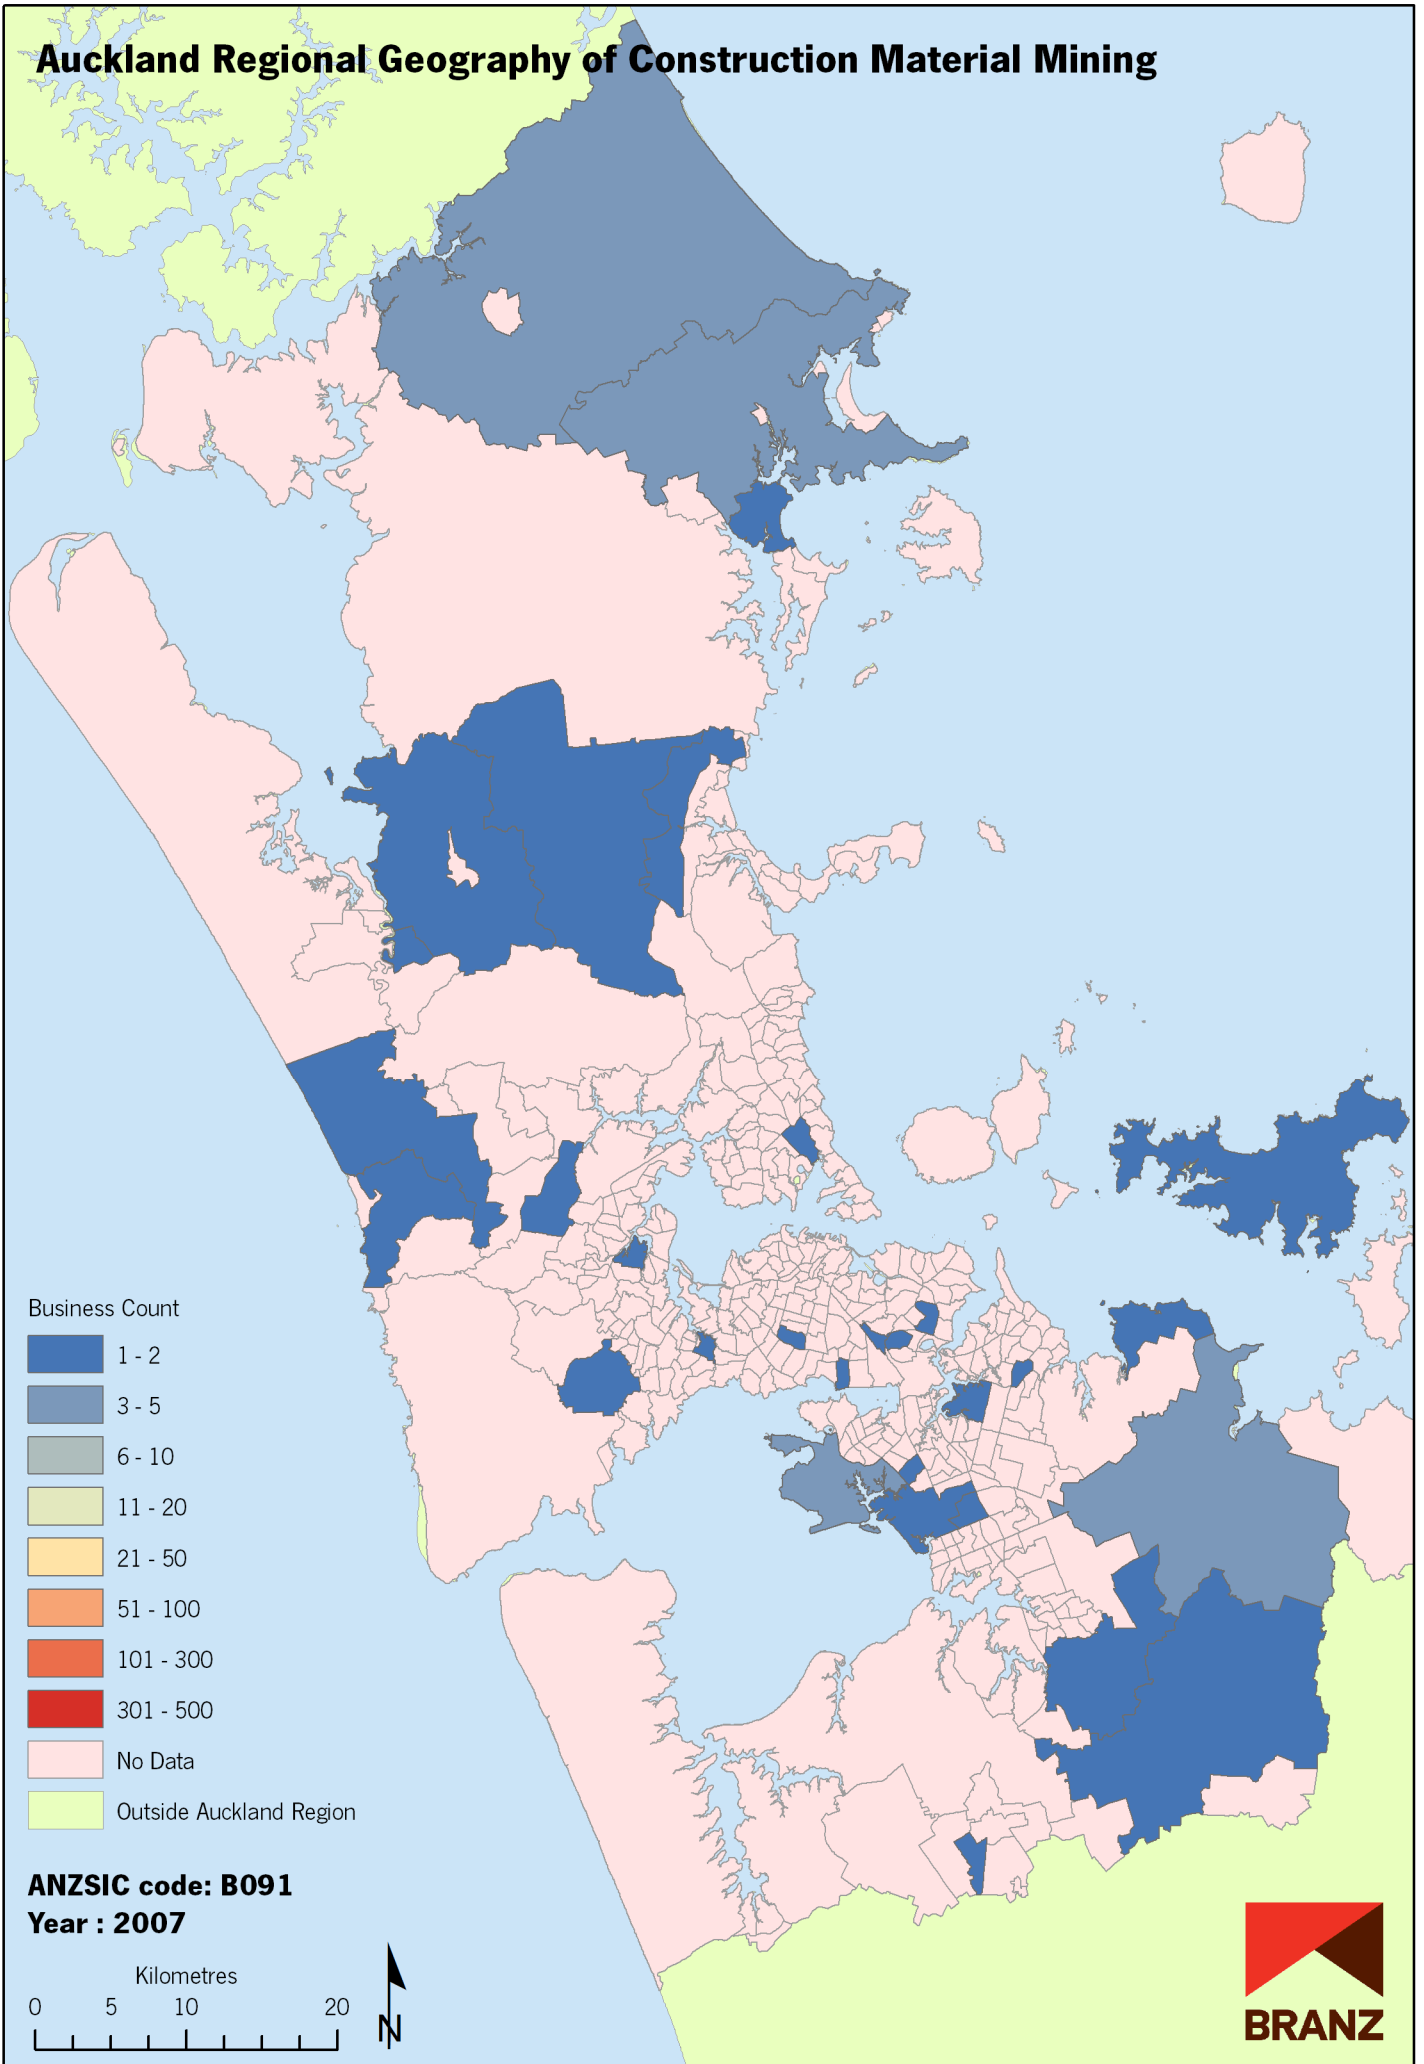 Auckland Regional Geography of Construction Material Mining
Business Count
1 - 2
3 - 5
6 - 10
11 - 20
21 - 50
51 - 100
101 - 300
301 - 500
No Data
Outside Auckland Region
ANZSIC code: B091
Year : 2007
Kilometres
0 5 10 20
N
BRANZ